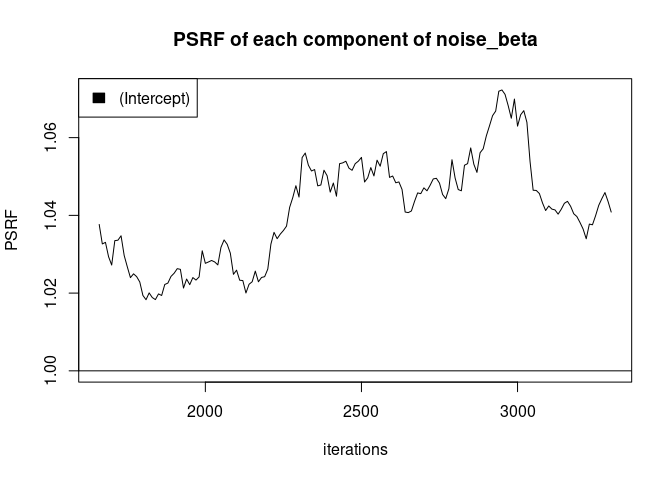 PSRF of each component of noise_beta
(Intercept)
1.06
1.04
1.02
1.00
PSRF
2000 2500 3000
iterations